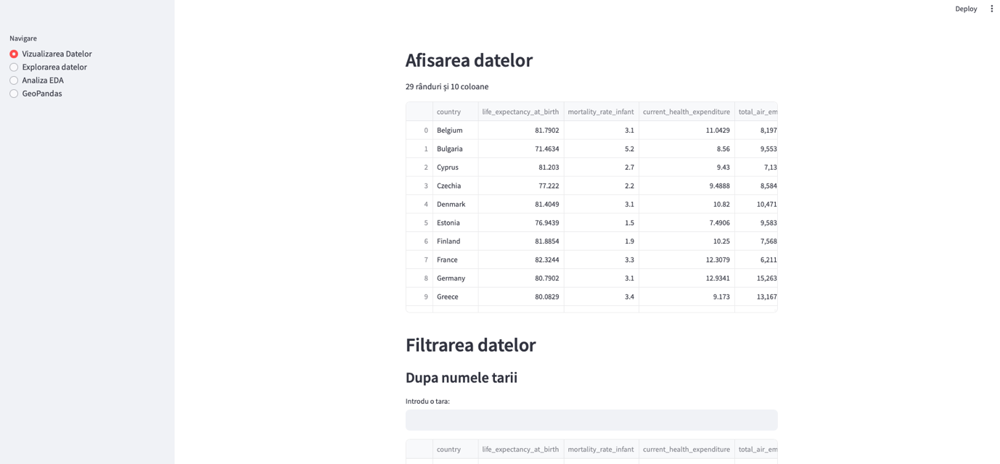 Deploy
Navigare
Vizualizarea Datelor
Explorarea datelor
Analiza EDA
GeoPandas
Afisarea datelor
29 rânduri și 10 coloane
country life_expectancy_at_birth mortality_rate_infant current_health_expenditure total_air_em
0 Belgium 81.7902 3.1 11.0429 8,197
1 Bulgaria 71.4634 5.2 8.56 9,553
2 Cyprus 81.203 2.7 9.43 7,13
3 Czechia 77.222 2.2 9.4888 8,584
4 Denmark 81.4049 3.1 10.82 10,471
5 Estonia 76.9439 1.5 7.4906 9,583
6 Finland 81.8854 1.9 10.25 7,568
7 France 82.3244 3.3 12.3079 6,211
8 Germany 80.7902 3.1 12.9341 15,263
9 Greece 80.0829 3.4 9.173 13,167
Filtrarea datelor
Dupa numele tarii
Introdu o tara:
country life_expectancy_at_birth mortality_rate_infant current_health_expenditure total_air_em